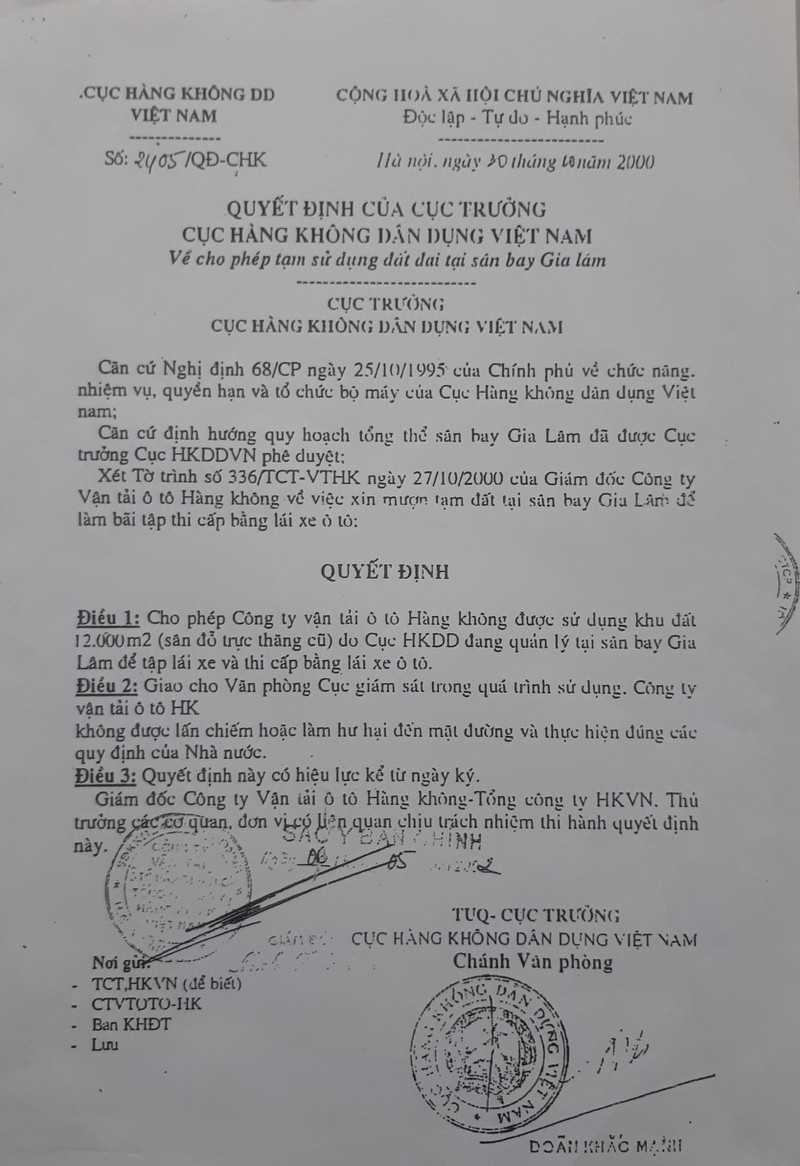 .CỤC HÀNG KHÔNG DD
VIỆT NAM
CỘNG HOÀ XÃ HỘI CHỦ NGHĨA VIỆT NAM
Độc lập - Tự do - Hạnh phúc
Số: 2405/QĐ-CHK
Hà nội, ngày 30 tháng 10 năm 2000
QUYẾT ĐỊNH CỦA CỤC TRƯỞNG
CỤC HÀNG KHÔNG DÂN DỤNG VIỆT NAM
Về cho phép tạm sử dụng đất đai tại sân bay Gia lâm
CỤC TRƯỞNG
CỤC HÀNG KHÔNG DÂN DỤNG VIỆT NAM
Căn cứ Nghị định 68/CP ngày 25/10/1995 của Chính phủ về chức năng.
nhiệm vụ, quyền hạn và tổ chức bộ máy của Cục Hàng không dân dụng Việt
nam;
Căn cứ định hướng quy hoạch tổng thể sân bay Gia Lâm đã được Cục
trưởng Cục HKDDVN phê duyệt;
Xét Tờ trình số 336/TCT-VTHK ngày 27/10/2000 của Giám đốc Công ty
Vận tải ô tô Hàng không về việc xin mượn tạm đất tại sân bay Gia Lâm để
làm bãi tập thi cấp bằng lái xe ô tô:
QUYẾT ĐỊNH
Điều 1: Cho phép Công ty vận tải ô tô Hàng không được sử dụng khu đất
12.000m2 (sân đỗ trực thăng cũ) do Cục HKDD đang quản lý tại sân bay Gia
Lâm để tập lái xe và thi cấp bằng lái xe ô tô.
Điều 2: Giao cho Văn phòng Cục giám sát trong quá trình sử dụng. Công ty
vận tải ô tô HK
không được lấn chiếm hoặc làm hư hại đến mặt đường và thực hiện đúng các
quy định của Nhà nước.
Điều 3: Quyết định này có hiệu lực kể từ ngày ký.
Giám đốc Công ty Vận tải ô tô Hàng không-Tổng công ty HKVN. Thủ
trưởng các cơ quan, đơn vị có liên quan chịu trách nhiệm thi hành quyết định
này.
SAO Y BẢN CHÍNH
06 05
TUQ- CỤC TRƯỞNG
CỤC HÀNG KHÔNG DÂN DỤNG VIỆT NAM
Chánh Văn phòng
Nơi gửi:
- TCT,HKVN (để biết)
- CTVTOTO-HK
- Ban KHĐT
- Lưu
CỤC HÀNG KHÔNG DÂN DỤNG VIỆT NAM
DOÃN KHẮC MẠNH